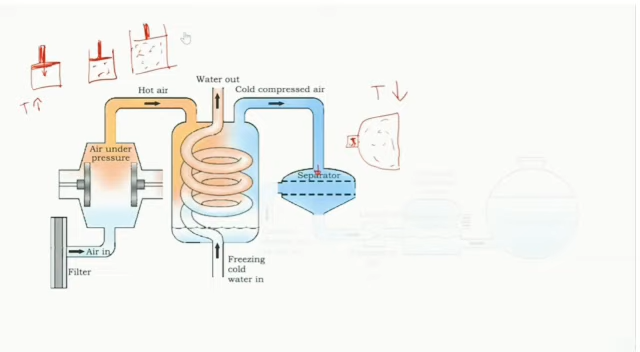 T↑
Water out
Hot air
Cold compressed air
T↓
Air under
pressure
Separator
Air in
Filter
Freezing
cold
water in